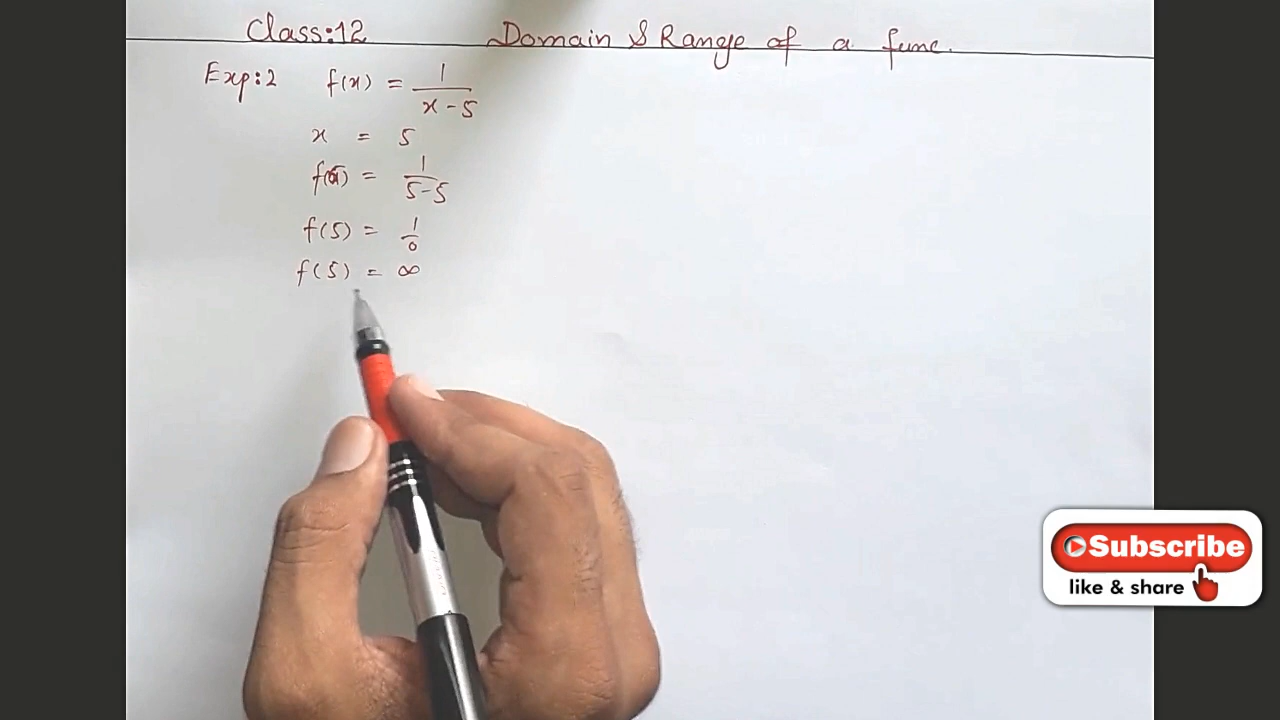 Class:12 Domain & Range of a func.
Exp:2 f(x) = 1/(x-5)
x = 5
f(5) = 1/(5-5)
f(5) = 1/0
f(5) = ∞
Subscribe
like & share